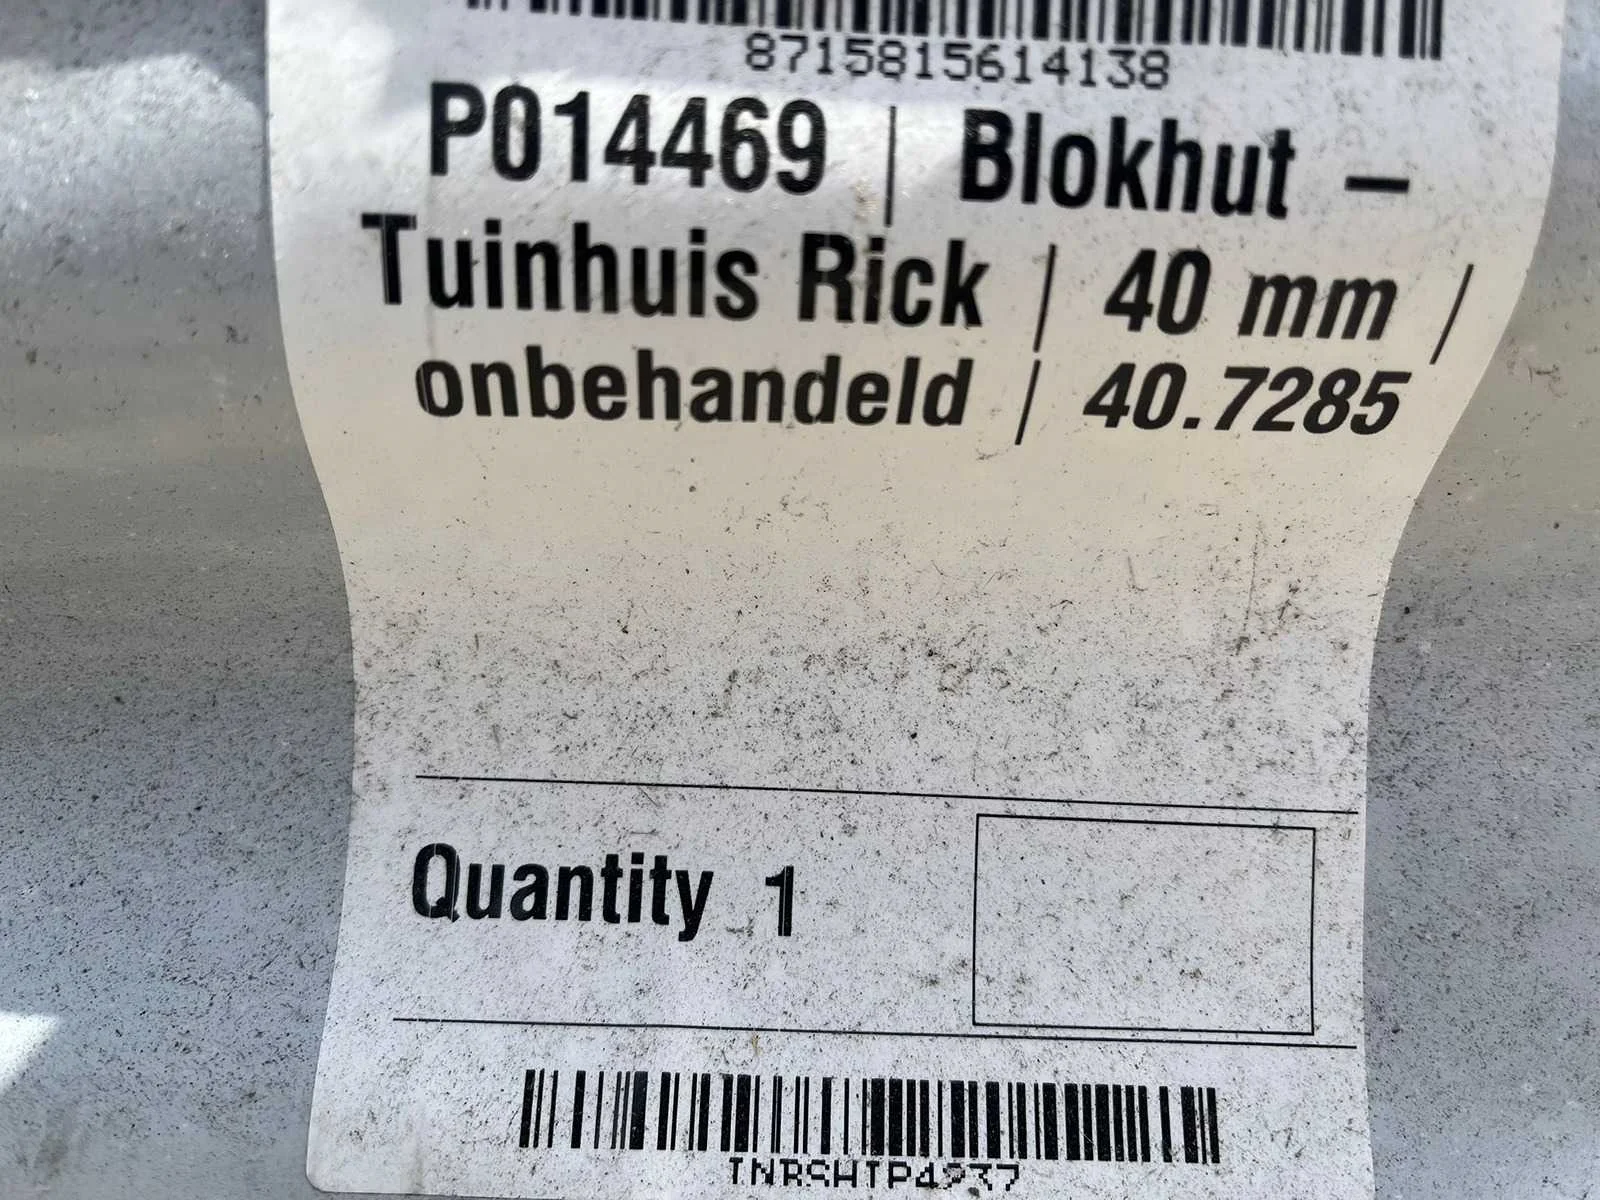 8715815614138
P014469 | Blokhut –
Tuinhuis Rick | 40 mm |
onbehandeld | 40.7285
Quantity 1